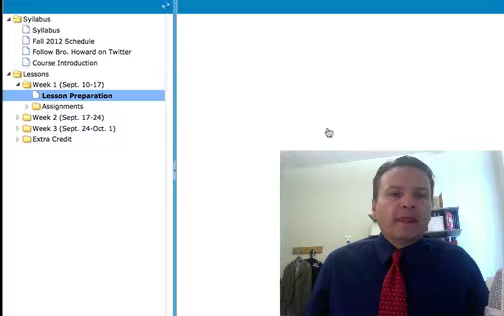 Syllabus
Syllabus
Fall 2012 Schedule
Follow Bro. Howard on Twitter
Course Introduction
Lessons
Week 1 (Sept. 10-17)
Lesson Preparation
Assignments
Week 2 (Sept. 17-24)
Week 3 (Sept. 24-Oct. 1)
Extra Credit